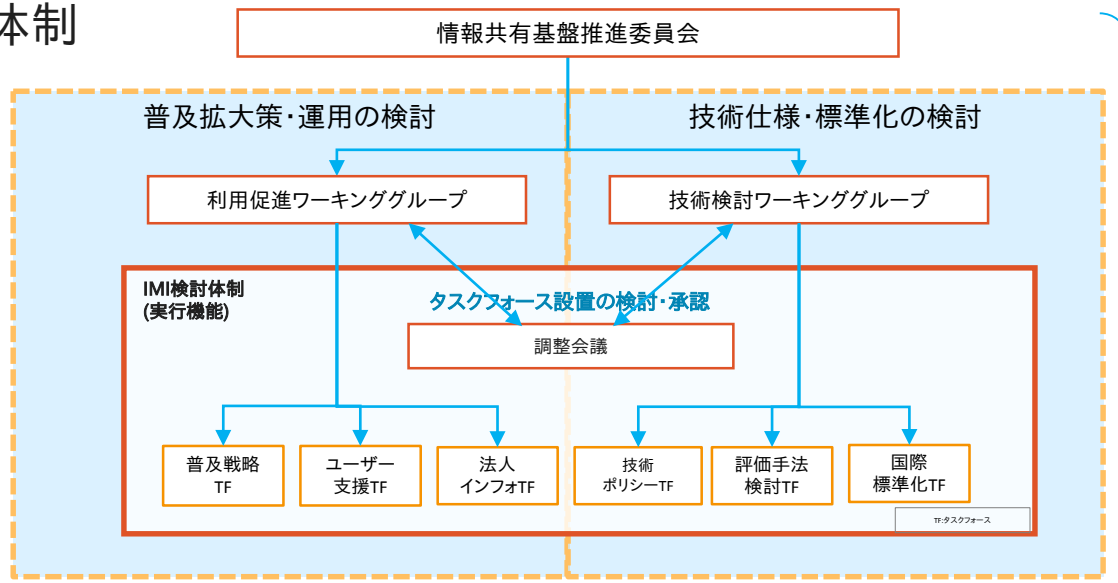 体制
情報共有基盤推進委員会
普及拡大策・運用の検討
技術仕様・標準化の検討
利用促進ワーキンググループ
技術検討ワーキンググループ
IMI検討体制
(実行機能)
タスクフォース設置の検討・承認
調整会議
普及戦略
TF
ユーザー
支援TF
法人
インフォTF
技術
ポリシーTF
評価手法
検討TF
国際
標準化TF
TF:タスクフォース